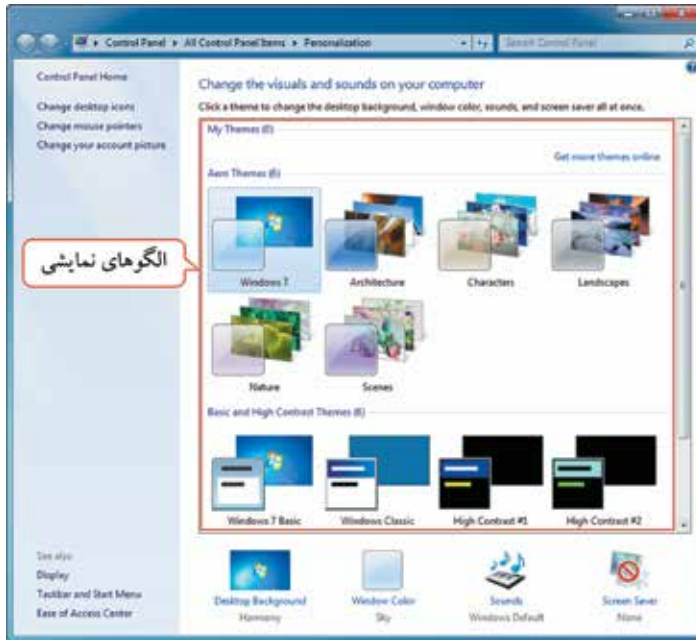 Control Panel ▸ All Control Panel Items ▸ Personalization
Search Control Panel
Control Panel Home
Change desktop icons
Change mouse pointers
Change your account picture
Change the visuals and sounds on your computer
Click a theme to change the desktop background, window color, sounds, and screen saver all at once.
My Themes (0)
Get more themes online
Aero Themes (6)
Windows 7 Architecture Characters Landscapes
Nature Scenes
الگوهای نمایشی
Basic and High Contrast Themes (6)
Windows 7 Basic Windows Classic High Contrast #1 High Contrast #2
See also
Display
Taskbar and Start Menu
Ease of Access Center
Desktop Background Window Color Sounds Screen Saver
Harmony Sky Windows Default None